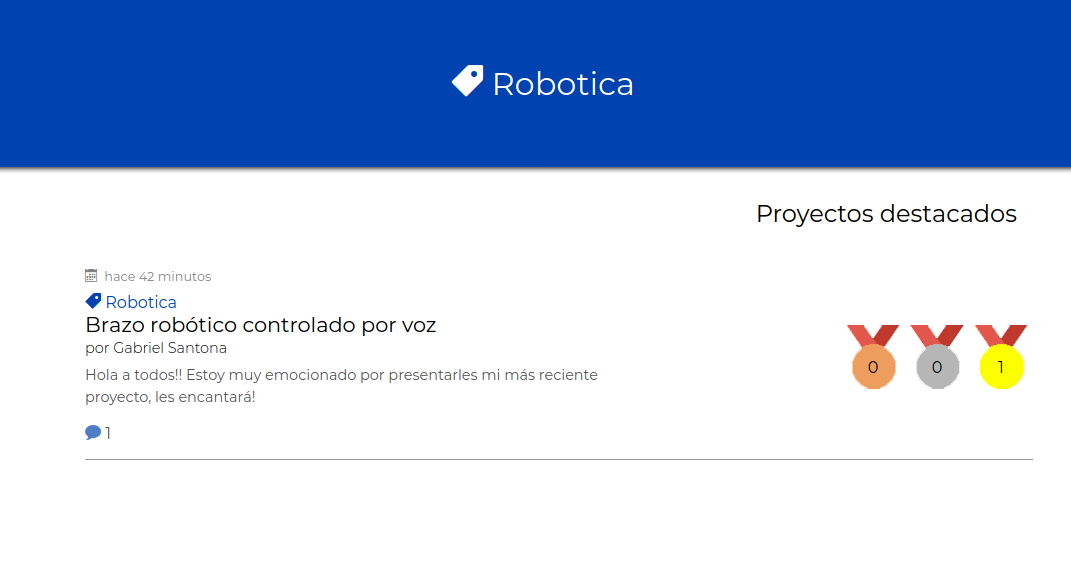 Robotica
Proyectos destacados
hace 42 minutos
Robotica
Brazo robótico controlado por voz
por Gabriel Santona
Hola a todos!! Estoy muy emocionado por presentarles mi más reciente
proyecto, les encantará!
0 0 1
1